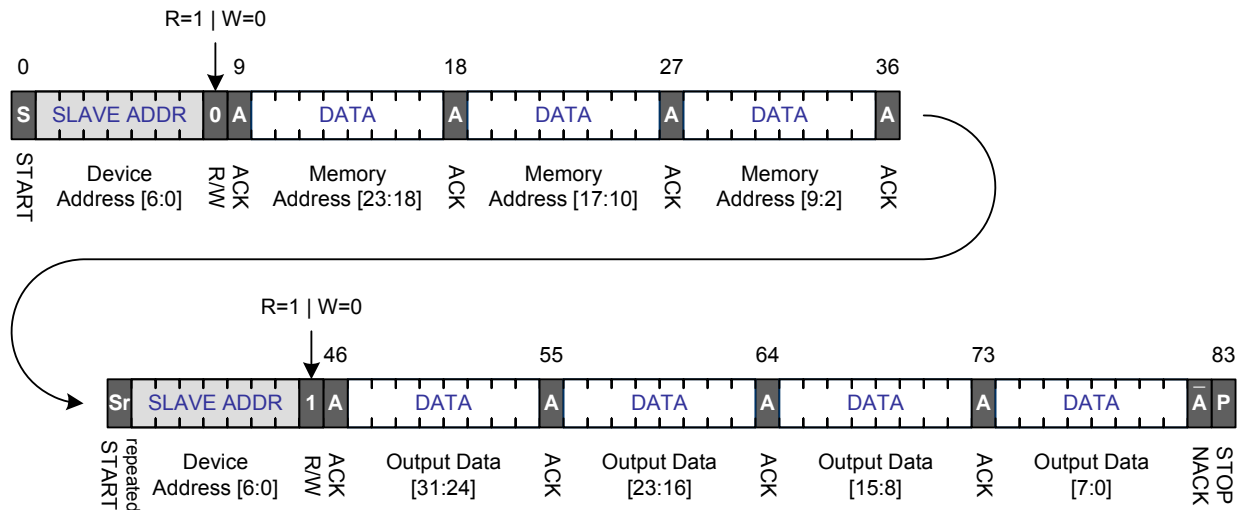 R=1 | W=0
0 9 18 27 36
S SLAVE ADDR 0 A DATA A DATA A DATA A
START
Device
Address [6:0]
R/W
ACK
Memory
Address [23:18]
ACK
Memory
Address [17:10]
ACK
Memory
Address [9:2]
ACK
R=1 | W=0
46 55 64 73 83
Sr SLAVE ADDR 1 A DATA A DATA A DATA A DATA A̅ P
repeated
START
Device
Address [6:0]
R/W
ACK
Output Data
[31:24]
ACK
Output Data
[23:16]
ACK
Output Data
[15:8]
ACK
Output Data
[7:0]
NACK
STOP